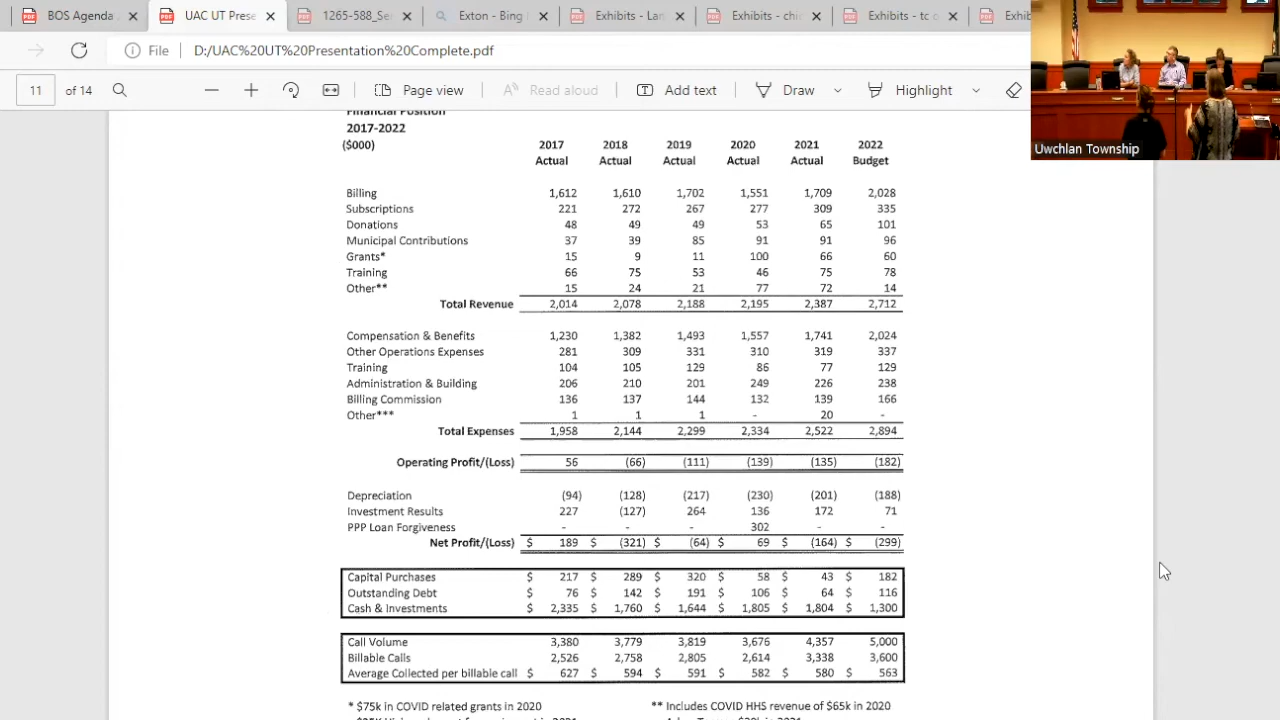 BOS Agenda
UAC UT Prese
1265-588_Se
Exton - Bing
Exhibits - Lan
Exhibits - chi
Exhibits - tc o
Exhib
File D:/UAC%20UT%20Presentation%20Complete.pdf
11 of 14 Page view Read aloud Add text Draw Highlight
Uwchlan Township
Financial Position
2017-2022
($000) 2017 2018 2019 2020 2021 2022
Actual Actual Actual Actual Actual Budget
Billing 1,612 1,610 1,702 1,551 1,709 2,028
Subscriptions 221 272 267 277 309 335
Donations 48 49 49 53 65 101
Municipal Contributions 37 39 85 91 91 96
Grants* 15 9 11 100 66 60
Training 66 75 53 46 75 78
Other** 15 24 21 77 72 14
Total Revenue 2,014 2,078 2,188 2,195 2,387 2,712
Compensation & Benefits 1,230 1,382 1,493 1,557 1,741 2,024
Other Operations Expenses 281 309 331 310 319 337
Training 104 105 129 86 77 129
Administration & Building 206 210 201 249 226 238
Billing Commission 136 137 144 132 139 166
Other*** 1 1 1 - 20 -
Total Expenses 1,958 2,144 2,299 2,334 2,522 2,894
Operating Profit/(Loss) 56 (66) (111) (139) (135) (182)
Depreciation (94) (128) (217) (230) (201) (188)
Investment Results 227 (127) 264 136 172 71
PPP Loan Forgiveness - - - 302 - -
Net Profit/(Loss) $ 189 $ (321) $ (64) $ 69 $ (164) $ (299)
Capital Purchases $ 217 $ 289 $ 320 $ 58 $ 43 $ 182
Outstanding Debt $ 76 $ 142 $ 191 $ 106 $ 64 $ 116
Cash & Investments $ 2,335 $ 1,760 $ 1,644 $ 1,805 $ 1,804 $ 1,300
Call Volume 3,380 3,779 3,819 3,676 4,357 5,000
Billable Calls 2,526 2,758 2,805 2,614 3,338 3,600
Average Collected per billable call $ 627 $ 594 $ 591 $ 582 $ 580 $ 563
* $75k in COVID related grants in 2020 ** Includes COVID HHS revenue of $65k in 2020